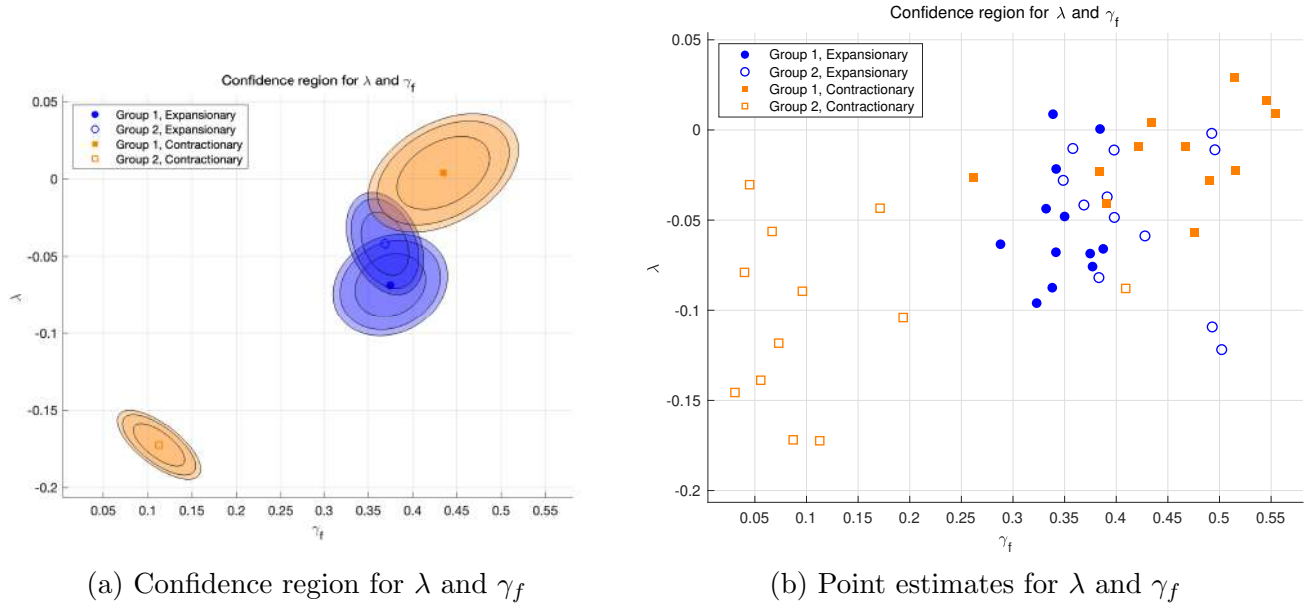 Confidence region for λ and γf
Group 1, Expansionary
Group 2, Expansionary
Group 1, Contractionary
Group 2, Contractionary
0.05
0
-0.05
-0.1
-0.15
-0.2
λ
0.05 0.1 0.15 0.2 0.25 0.3 0.35 0.4 0.45 0.5 0.55
γf
(a) Confidence region for λ and γf
Confidence region for λ and γf
Group 1, Expansionary
Group 2, Expansionary
Group 1, Contractionary
Group 2, Contractionary
0.05
0
-0.05
-0.1
-0.15
-0.2
λ
0.05 0.1 0.15 0.2 0.25 0.3 0.35 0.4 0.45 0.5 0.55
γf
(b) Point estimates for λ and γf